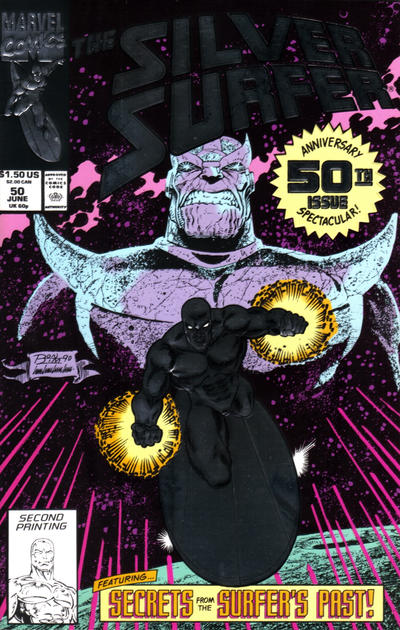 MARVEL
COMICS
THE
SILVER
SURFER
$1.50 US
$2.00 CAN
50
JUNE
UK 60p
APPROVED
BY THE
COMICS
CODE
AUTHORITY
ANNIVERSARY
50TH
ISSUE
SPECTACULAR!
90
SECOND
PRINTING
FEATURING...
SECRETS FROM THE SURFER'S PAST!